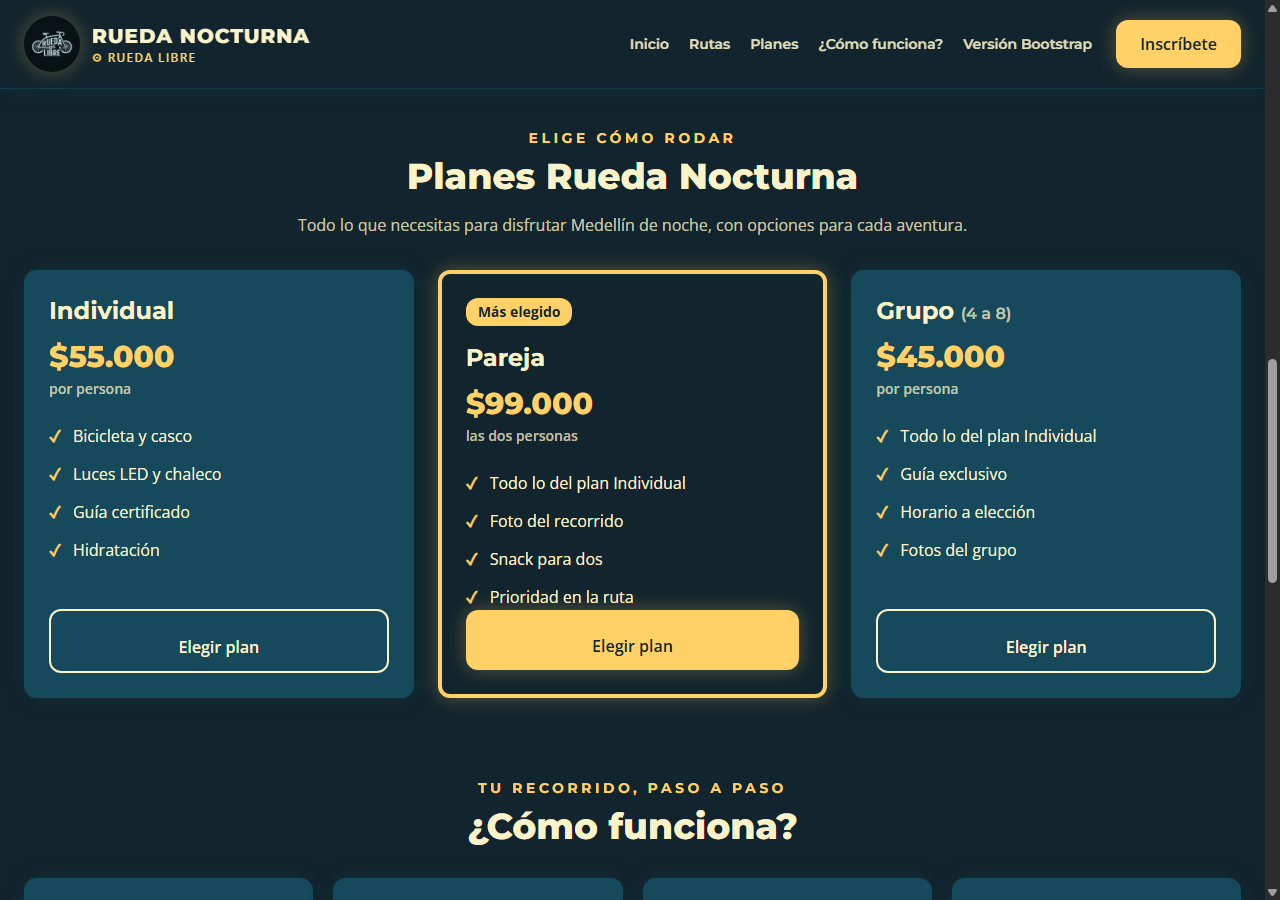 RUEDA LIBRE
RUEDA NOCTURNA
RUEDA LIBRE
Inicio
Rutas
Planes
¿Cómo funciona?
Versión Bootstrap
Inscríbete
ELIGE CÓMO RODAR
Planes Rueda Nocturna
Todo lo que necesitas para disfrutar Medellín de noche, con opciones para cada aventura.
Individual
$55.000
por persona
✓ Bicicleta y casco
✓ Luces LED y chaleco
✓ Guía certificado
✓ Hidratación
Elegir plan
Más elegido
Pareja
$99.000
las dos personas
✓ Todo lo del plan Individual
✓ Foto del recorrido
✓ Snack para dos
✓ Prioridad en la ruta
Elegir plan
Grupo (4 a 8)
$45.000
por persona
✓ Todo lo del plan Individual
✓ Guía exclusivo
✓ Horario a elección
✓ Fotos del grupo
Elegir plan
TU RECORRIDO, PASO A PASO
¿Cómo funciona?